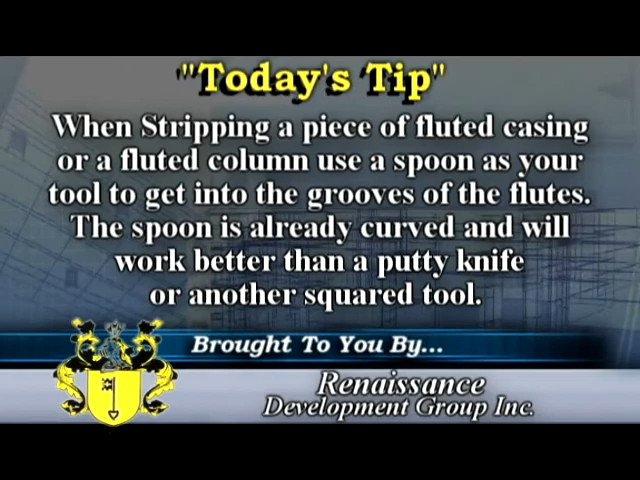 "Today's Tip"
When Stripping a piece of fluted casing
or a fluted column use a spoon as your
tool to get into the grooves of the flutes.
The spoon is already curved and will
work better than a putty knife
or another squared tool.
Brought To You By...
Renaissance
Development Group Inc.